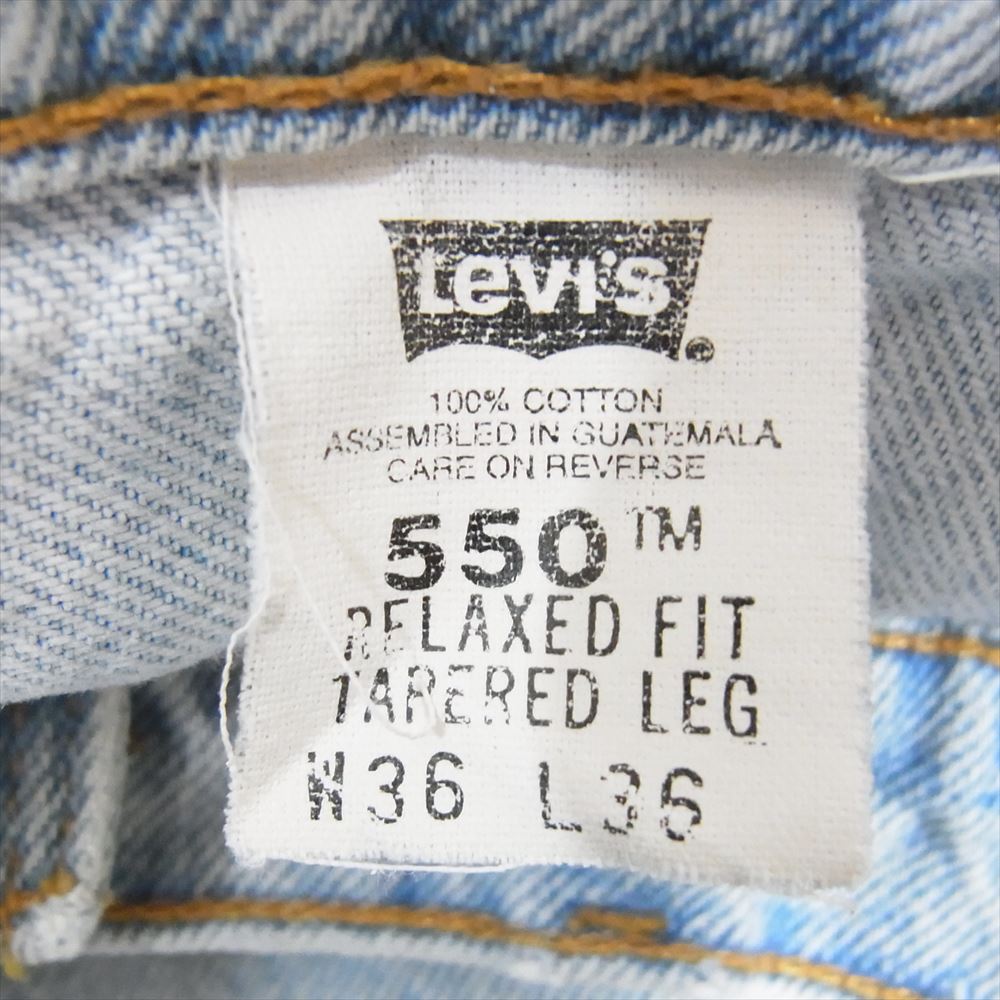 Levi's ®
100% COTTON
ASSEMBLED IN GUATEMALA
CARE ON REVERSE
550™
RELAXED FIT
TAPERED LEG
W36 L36